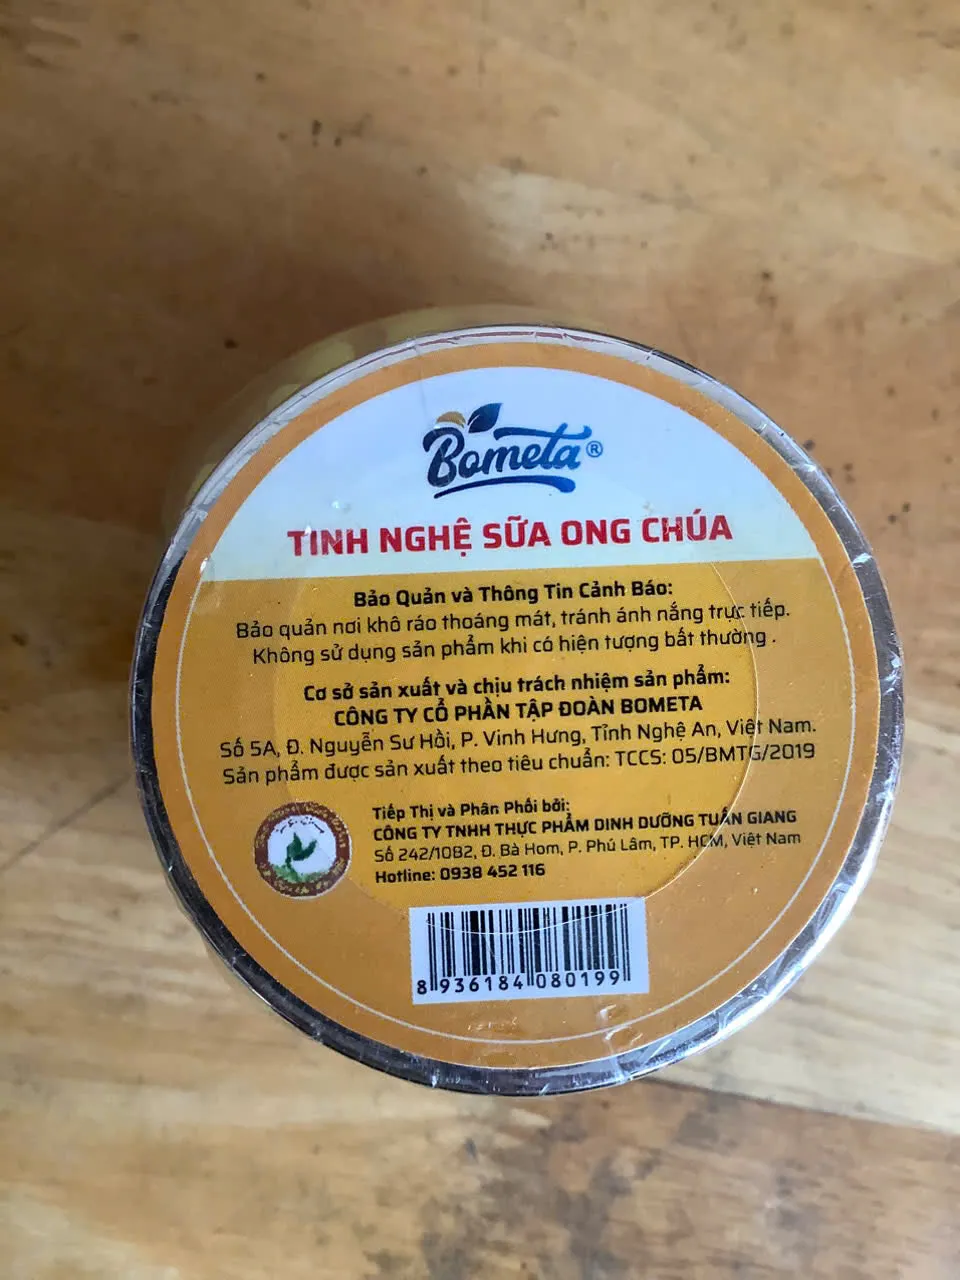 Bometa®
TINH NGHỆ SỮA ONG CHÚA
Bảo Quản và Thông Tin Cảnh Báo:
Bảo quản nơi khô ráo thoáng mát, tránh ánh nắng trực tiếp.
Không sử dụng sản phẩm khi có hiện tượng bất thường .
Cơ sở sản xuất và chịu trách nhiệm sản phẩm:
CÔNG TY CỔ PHẦN TẬP ĐOÀN BOMETA
Số 5A, Đ. Nguyễn Sư Hồi, P. Vinh Hưng, Tỉnh Nghệ An, Việt Nam.
Sản phẩm được sản xuất theo tiêu chuẩn: TCCS: 05/BMTG/2019
Tiếp Thị và Phân Phối bởi:
CÔNG TY TNHH THỰC PHẨM DINH DƯỠNG TUẤN GIANG
Số 242/10B2, Đ. Bà Hom, P. Phú Lâm, TP. HCM, Việt Nam
Hotline: 0938 452 116
8 936184 080199